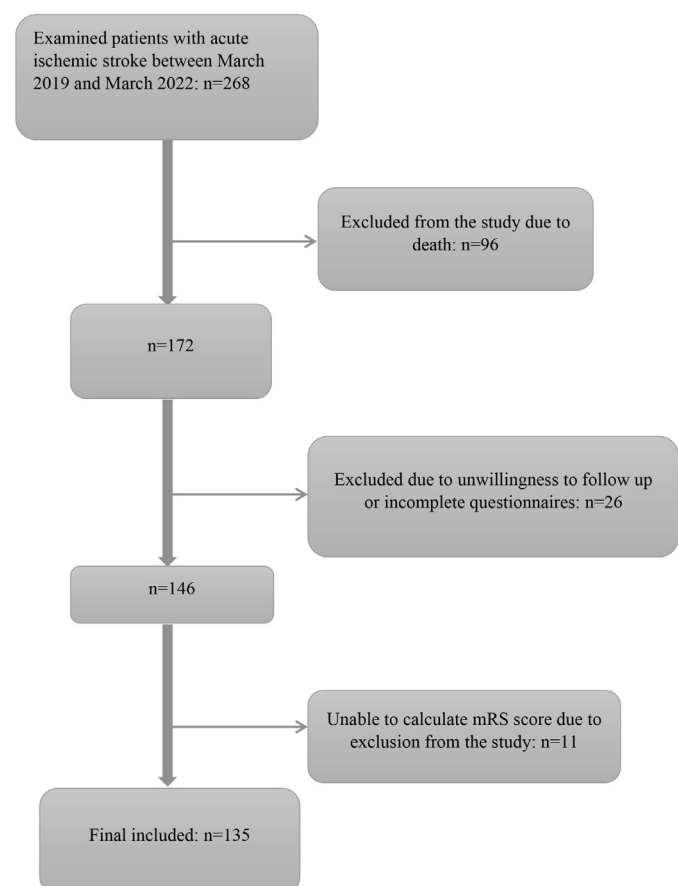 Examined patients with acute
ischemic stroke between March
2019 and March 2022: n=268
Excluded from the study due to
death: n=96
n=172
Excluded due to unwillingness to follow up
or incomplete questionnaires: n=26
n=146
Unable to calculate mRS score due to
exclusion from the study: n=11
Final included: n=135